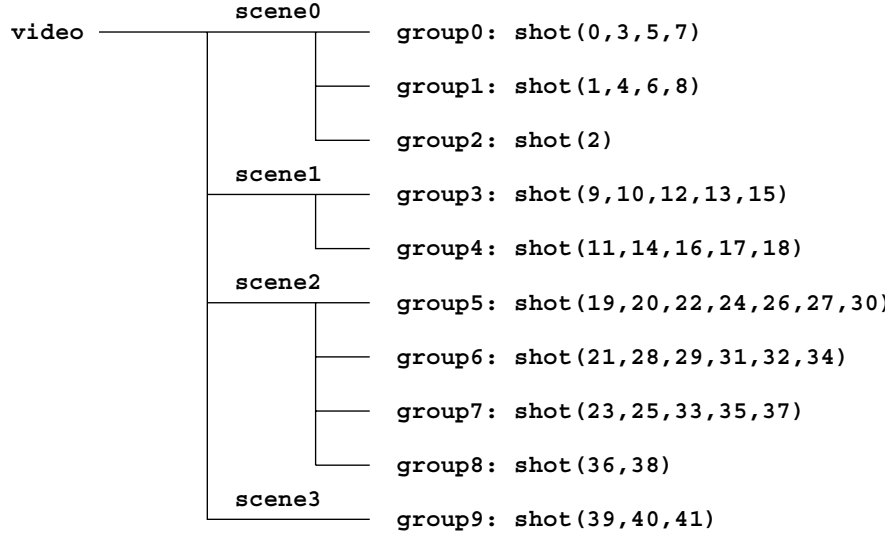 scene0
video group0: shot(0,3,5,7)
group1: shot(1,4,6,8)
group2: shot(2)
scene1
group3: shot(9,10,12,13,15)
group4: shot(11,14,16,17,18)
scene2
group5: shot(19,20,22,24,26,27,30)
group6: shot(21,28,29,31,32,34)
group7: shot(23,25,33,35,37)
group8: shot(36,38)
scene3
group9: shot(39,40,41)